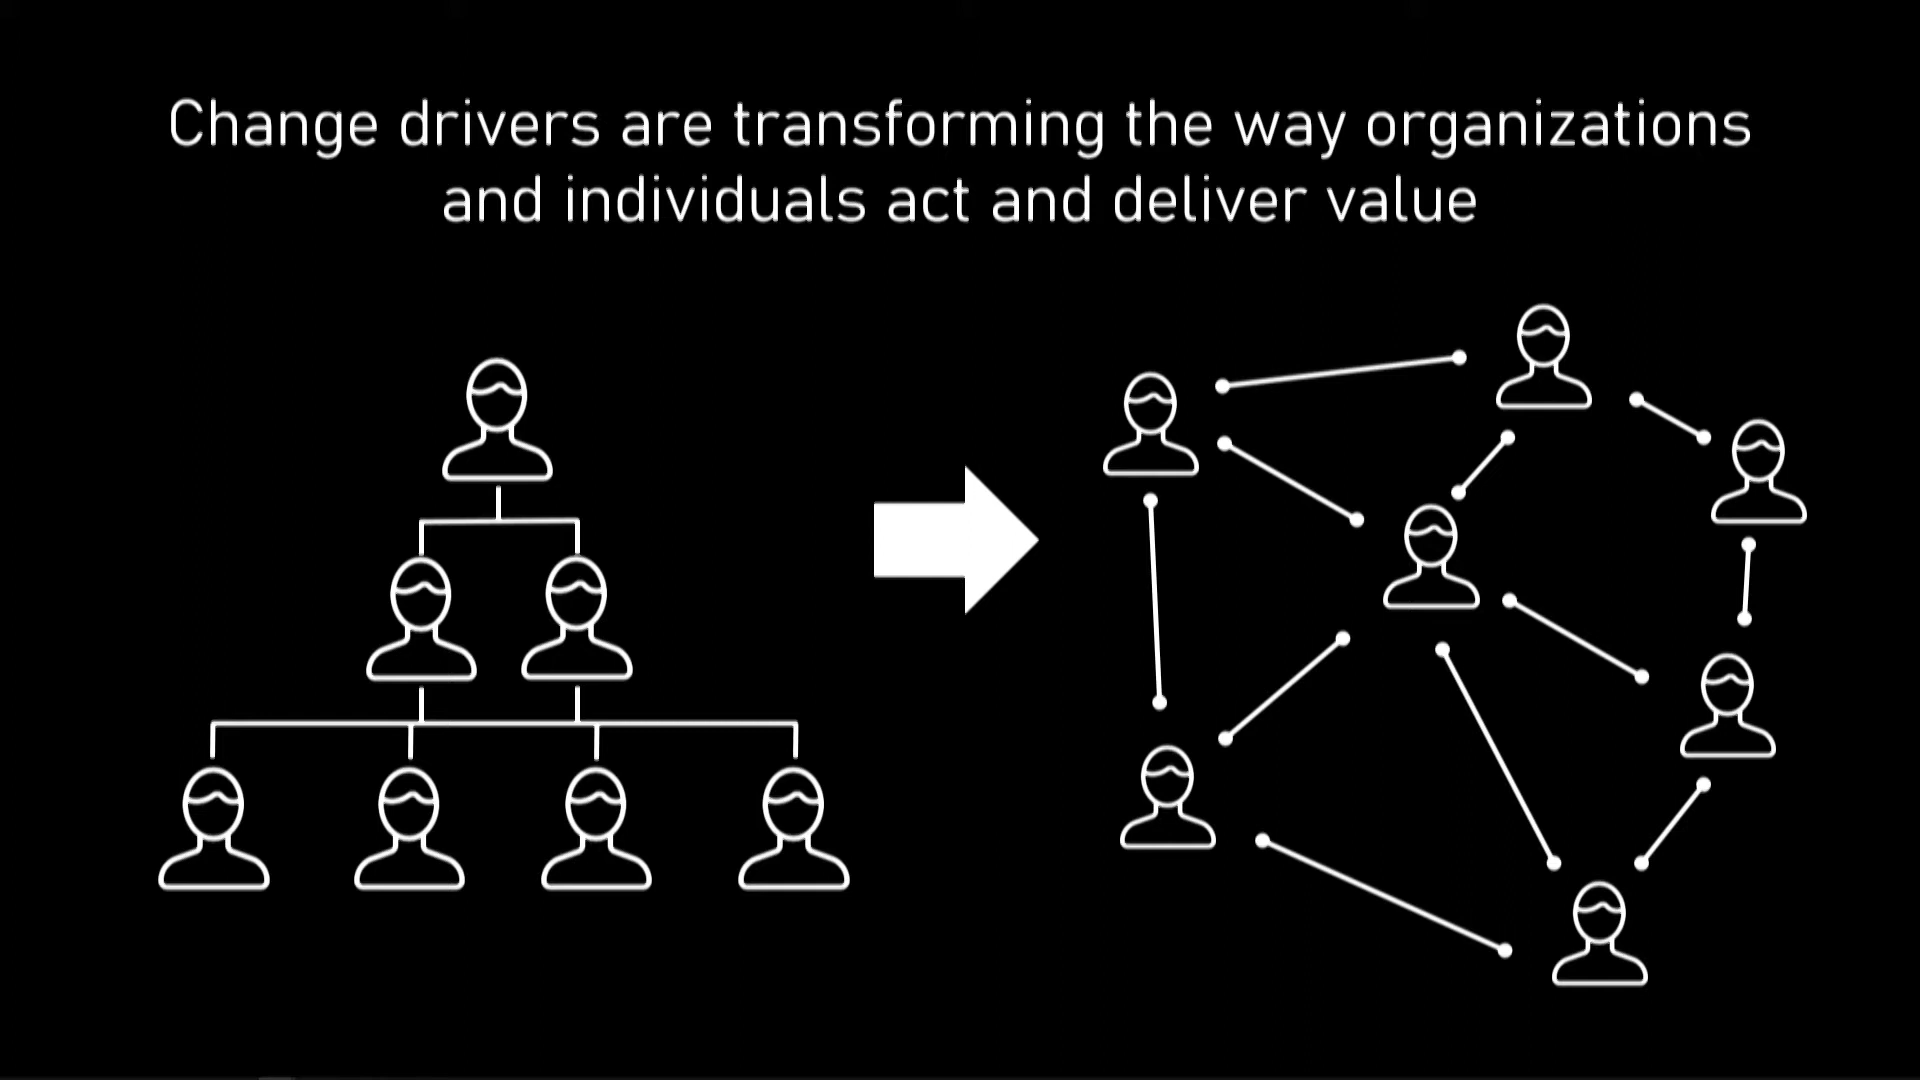 Change drivers are transforming the way organizations
and individuals act and deliver value